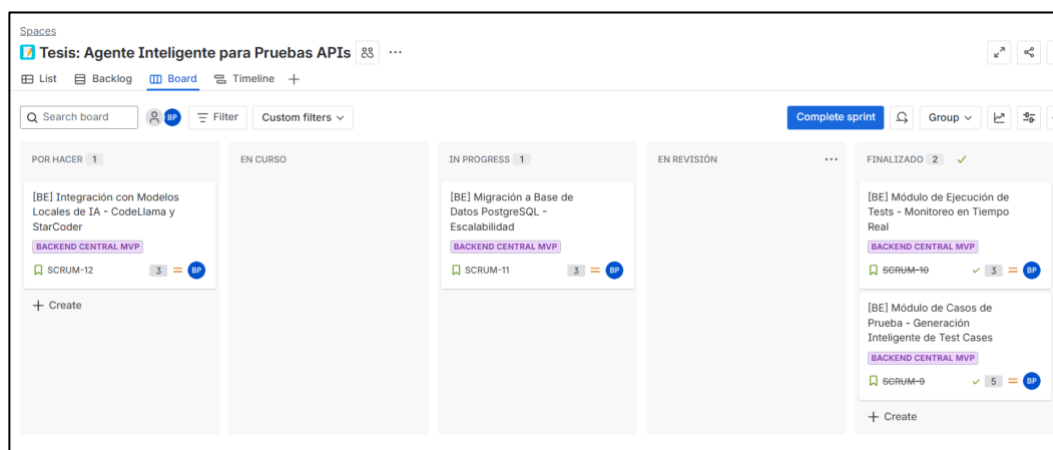 Spaces
Tesis: Agente Inteligente para Pruebas APIs
List Backlog Board Timeline
Search board BP Filter Custom filters Complete sprint Group
POR HACER 1
[BE] Integración con Modelos
Locales de IA - CodeLlama y
StarCoder
BACKEND CENTRAL MVP
SCRUM-12 3 BP
Create
EN CURSO
IN PROGRESS 1
[BE] Migración a Base de
Datos PostgreSQL -
Escalabilidad
BACKEND CENTRAL MVP
SCRUM-11 3 BP
EN REVISIÓN
FINALIZADO 2
[BE] Módulo de Ejecución de
Tests - Monitoreo en Tiempo
Real
BACKEND CENTRAL MVP
SCRUM-10 3 BP
[BE] Módulo de Casos de
Prueba - Generación
Inteligente de Test Cases
BACKEND CENTRAL MVP
SCRUM-9 5 BP
Create